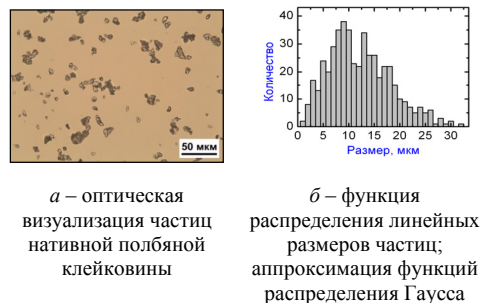 50 мкм
Количество
40
30
20
10
0
0 5 10 15 20 25 30
Размер, мкм
а – оптическая
визуализация частиц
нативной полбяной
клейковины
б – функция
распределения линейных
размеров частиц;
аппроксимация функций
распределения Гаусса